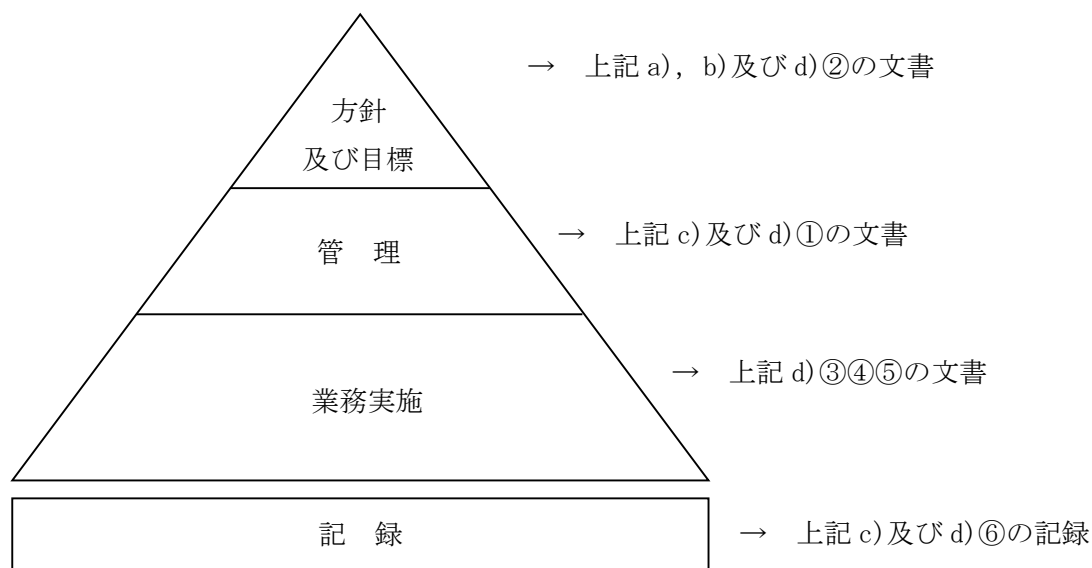 → 上記 a), b)及び d)②の文書
方針
及び目標
→ 上記 c)及び d)①の文書
管 理
→ 上記 d)③④⑤の文書
業務実施
記 録
→ 上記 c)及び d)⑥の記録